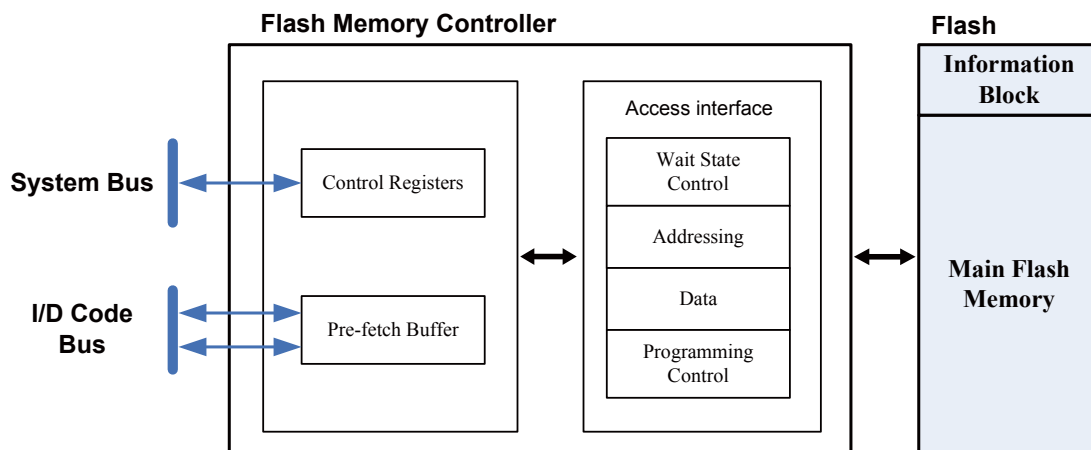 Flash Memory Controller
Flash
Information
Block
Access interface
Wait State
Control
System Bus
Control Registers
Addressing
Main Flash
Memory
Data
I/D Code
Bus
Pre-fetch Buffer
Programming
Control